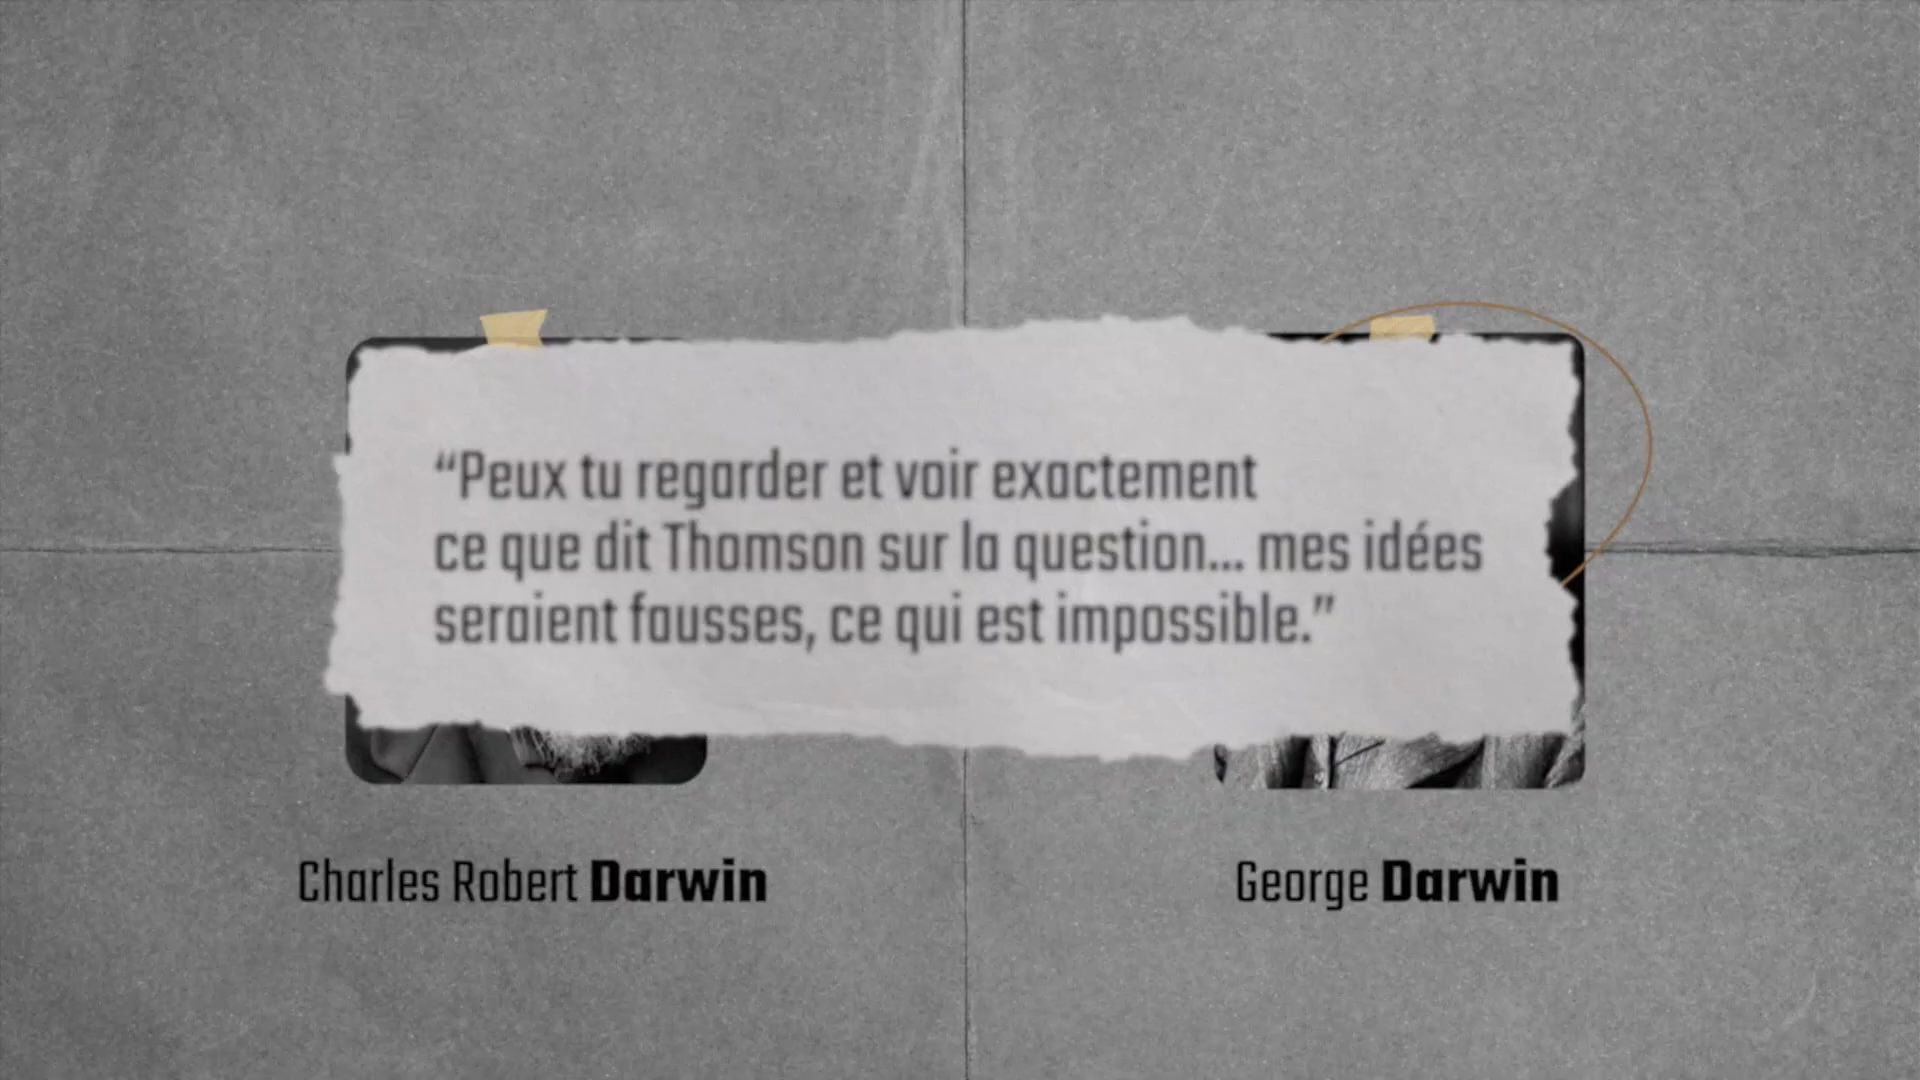 “Peux tu regarder et voir exactement
ce que dit Thomson sur la question... mes idées
seraient fausses, ce qui est impossible.”
Charles Robert Darwin
George Darwin